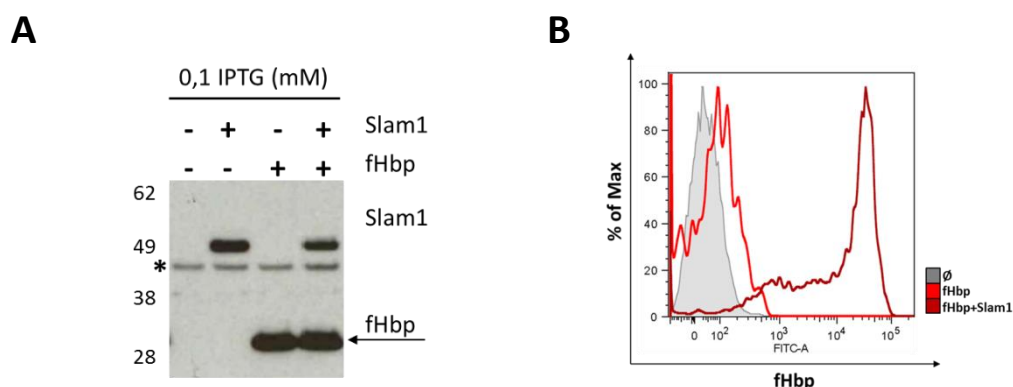 A
0,1 IPTG (mM)
- + - + Slam1
- - + + fHbp
62
Slam1
49
*
38
fHbp
28
B
% of Max
100
80
60
40
20
0
0 10² 10³ 10⁴ 10⁵
FITC-A
fHbp
Ø
fHbp
fHbp+Slam1